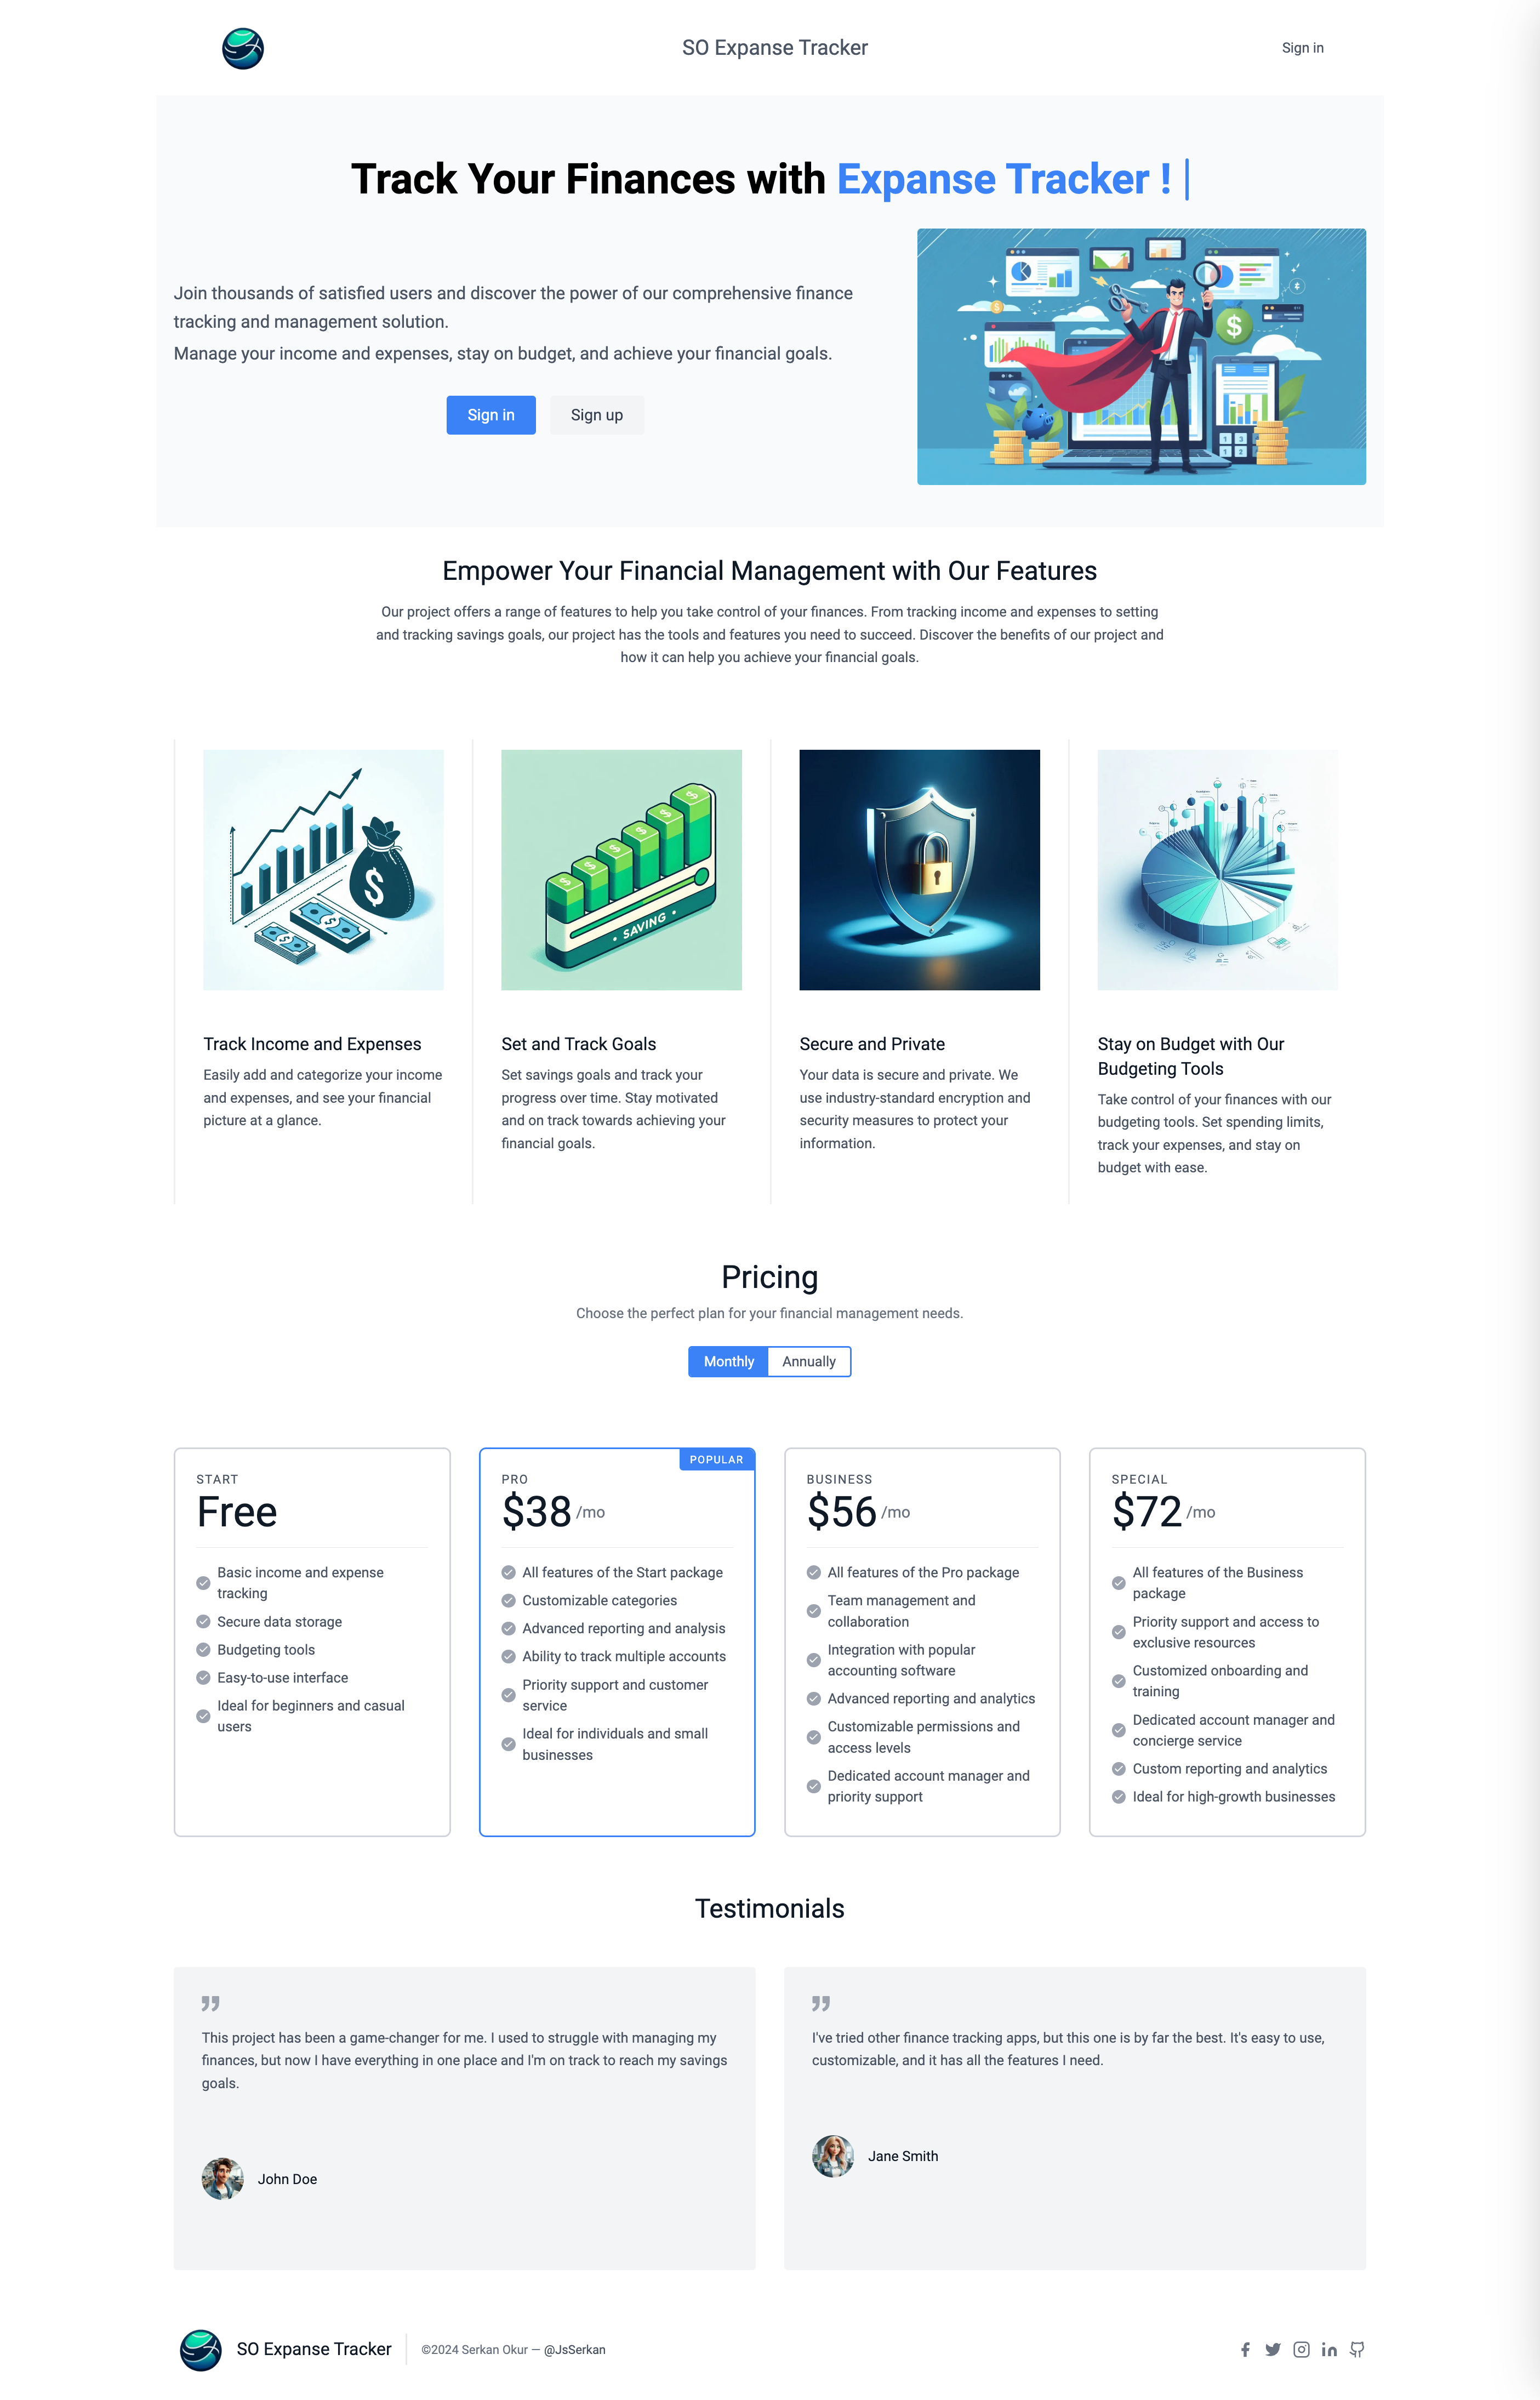 SO Expanse Tracker
Sign in
Track Your Finances with Expanse Tracker !
Join thousands of satisfied users and discover the power of our comprehensive finance
tracking and management solution.
Manage your income and expenses, stay on budget, and achieve your financial goals.
Sign in
Sign up
$
1 3
1 2
Empower Your Financial Management with Our Features
Our project offers a range of features to help you take control of your finances. From tracking income and expenses to setting
and tracking savings goals, our project has the tools and features you need to succeed. Discover the benefits of our project and
how it can help you achieve your financial goals.
$
SAVING
Track Income and Expenses
Easily add and categorize your income
and expenses, and see your financial
picture at a glance.
Set and Track Goals
Set savings goals and track your
progress over time. Stay motivated
and on track towards achieving your
financial goals.
Secure and Private
Your data is secure and private. We
use industry-standard encryption and
security measures to protect your
information.
Stay on Budget with Our
Budgeting Tools
Take control of your finances with our
budgeting tools. Set spending limits,
track your expenses, and stay on
budget with ease.
Pricing
Choose the perfect plan for your financial management needs.
Monthly
Annually
START
Free
Basic income and expense
tracking
Secure data storage
Budgeting tools
Easy-to-use interface
Ideal for beginners and casual
users
POPULAR
PRO
$38 /mo
All features of the Start package
Customizable categories
Advanced reporting and analysis
Ability to track multiple accounts
Priority support and customer
service
Ideal for individuals and small
businesses
BUSINESS
$56 /mo
All features of the Pro package
Team management and
collaboration
Integration with popular
accounting software
Advanced reporting and analytics
Customizable permissions and
access levels
Dedicated account manager and
priority support
SPECIAL
$72 /mo
All features of the Business
package
Priority support and access to
exclusive resources
Customized onboarding and
training
Dedicated account manager and
concierge service
Custom reporting and analytics
Ideal for high-growth businesses
Testimonials
This project has been a game-changer for me. I used to struggle with managing my
finances, but now I have everything in one place and I'm on track to reach my savings
goals.
John Doe
I've tried other finance tracking apps, but this one is by far the best. It's easy to use,
customizable, and it has all the features I need.
Jane Smith
SO Expanse Tracker
©2024 Serkan Okur — @JsSerkan